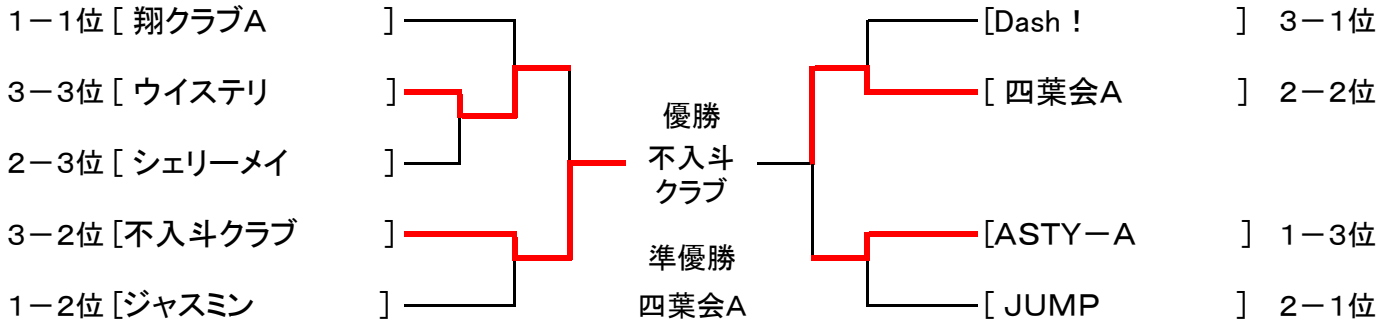 1－1位 [ 翔クラブA ]
3－3位 [ ウイステリ ]
2－3位 [ シェリーメイ ]
3－2位 [不入斗クラブ ]
1－2位 [ジャスミン ]
優勝
不入斗
クラブ
準優勝
四葉会A
[Dash！ ] 3－1位
[ 四葉会A ] 2－2位
[ASTY－A ] 1－3位
[ JUMP ] 2－1位